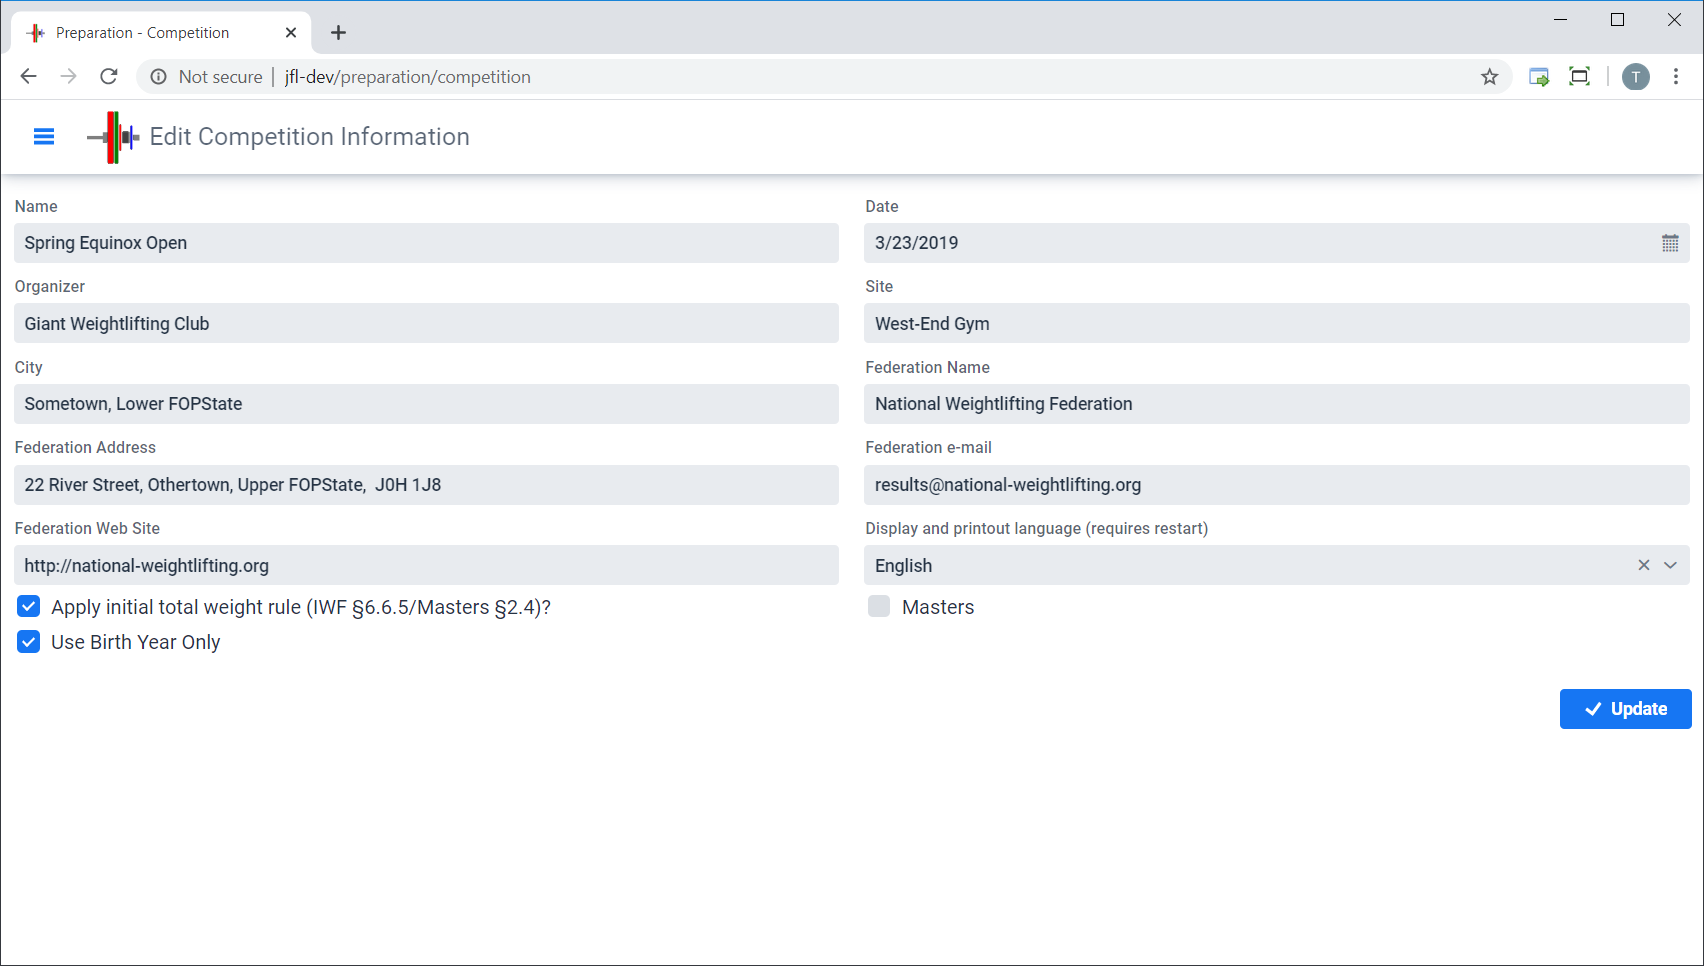 Preparation - Competition
Not secure | jfl-dev/preparation/competition
T
Edit Competition Information
Name
Date
Spring Equinox Open
3/23/2019
Organizer
Site
Giant Weightlifting Club
West-End Gym
City
Federation Name
Sometown, Lower FOPState
National Weightlifting Federation
Federation Address
Federation e-mail
22 River Street, Othertown, Upper FOPState,  J0H 1J8
results@national-weightlifting.org
Federation Web Site
Display and printout language (requires restart)
http://national-weightlifting.org
English
Apply initial total weight rule (IWF §6.6.5/Masters §2.4)?
Masters
Use Birth Year Only
Update